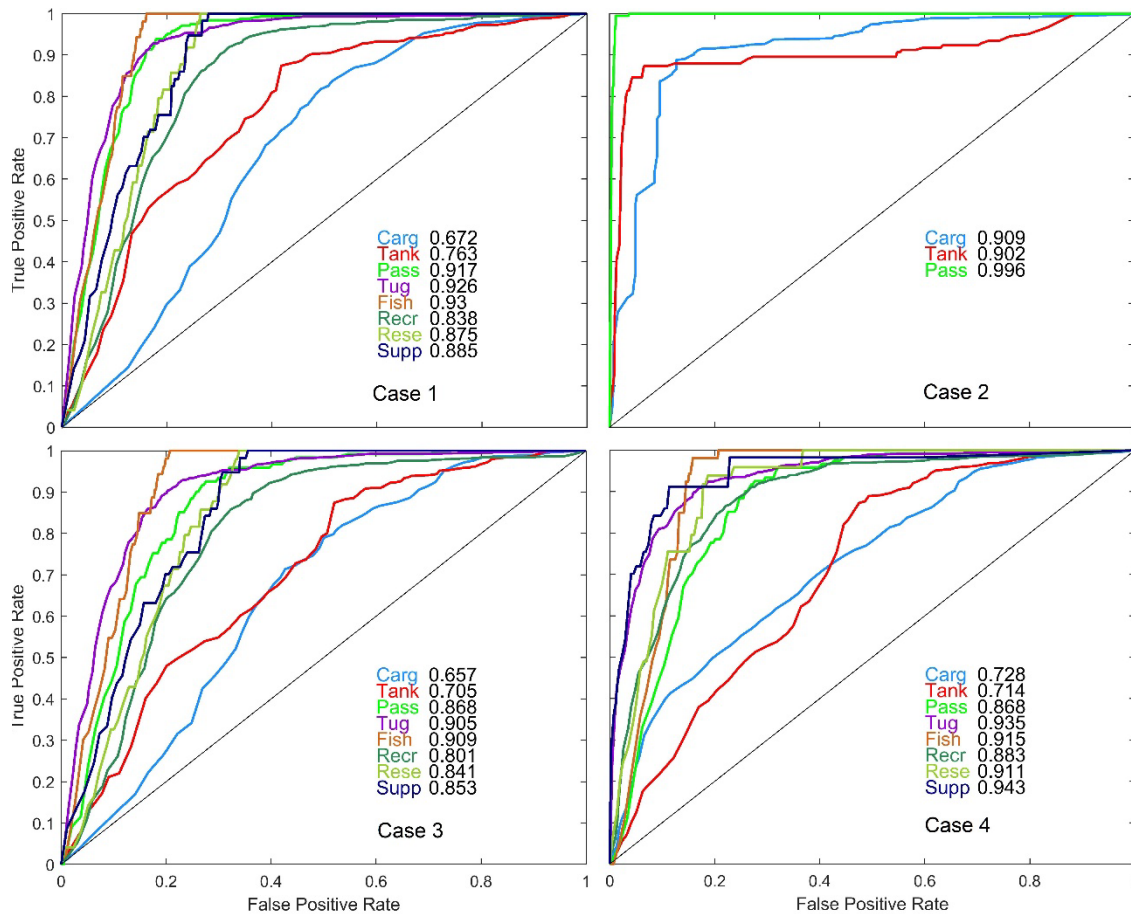 1
0.9
0.8
0.7
0.6
0.5
0.4
0.3
0.2
0.1
0
True Positive Rate
Carg 0.672
Tank 0.763
Pass 0.917
Tug 0.926
Fish 0.93
Recr 0.838
Rese 0.875
Supp 0.885
Case 1
Carg 0.909
Tank 0.902
Pass 0.996
Case 2
1
0.9
0.8
0.7
0.6
0.5
0.4
0.3
0.2
0.1
0
True Positive Rate
Carg 0.657
Tank 0.705
Pass 0.868
Tug 0.905
Fish 0.909
Recr 0.801
Rese 0.841
Supp 0.853
Case 3
0 0.2 0.4 0.6 0.8 1
False Positive Rate
Carg 0.728
Tank 0.714
Pass 0.868
Tug 0.935
Fish 0.915
Recr 0.883
Rese 0.911
Supp 0.943
Case 4
0 0.2 0.4 0.6 0.8
False Positive Rate